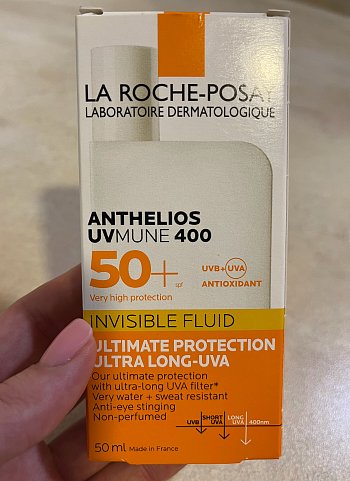 LA ROCHE-POSAY
LABORATOIRE DERMATOLOGIQUE
ANTHELIOS
UVMUNE 400
50+
spf
Very high protection
UVB+UVA
ANTIOXIDANT
INVISIBLE FLUID
ULTIMATE PROTECTION
ULTRA LONG-UVA
Our ultimate protection
with ultra-long UVA filter*
Very water + sweat resistant
Anti-eye stinging
Non-perfumed
UVB
SHORT UVA
LONG UVA
400nm
50 ml Made in France